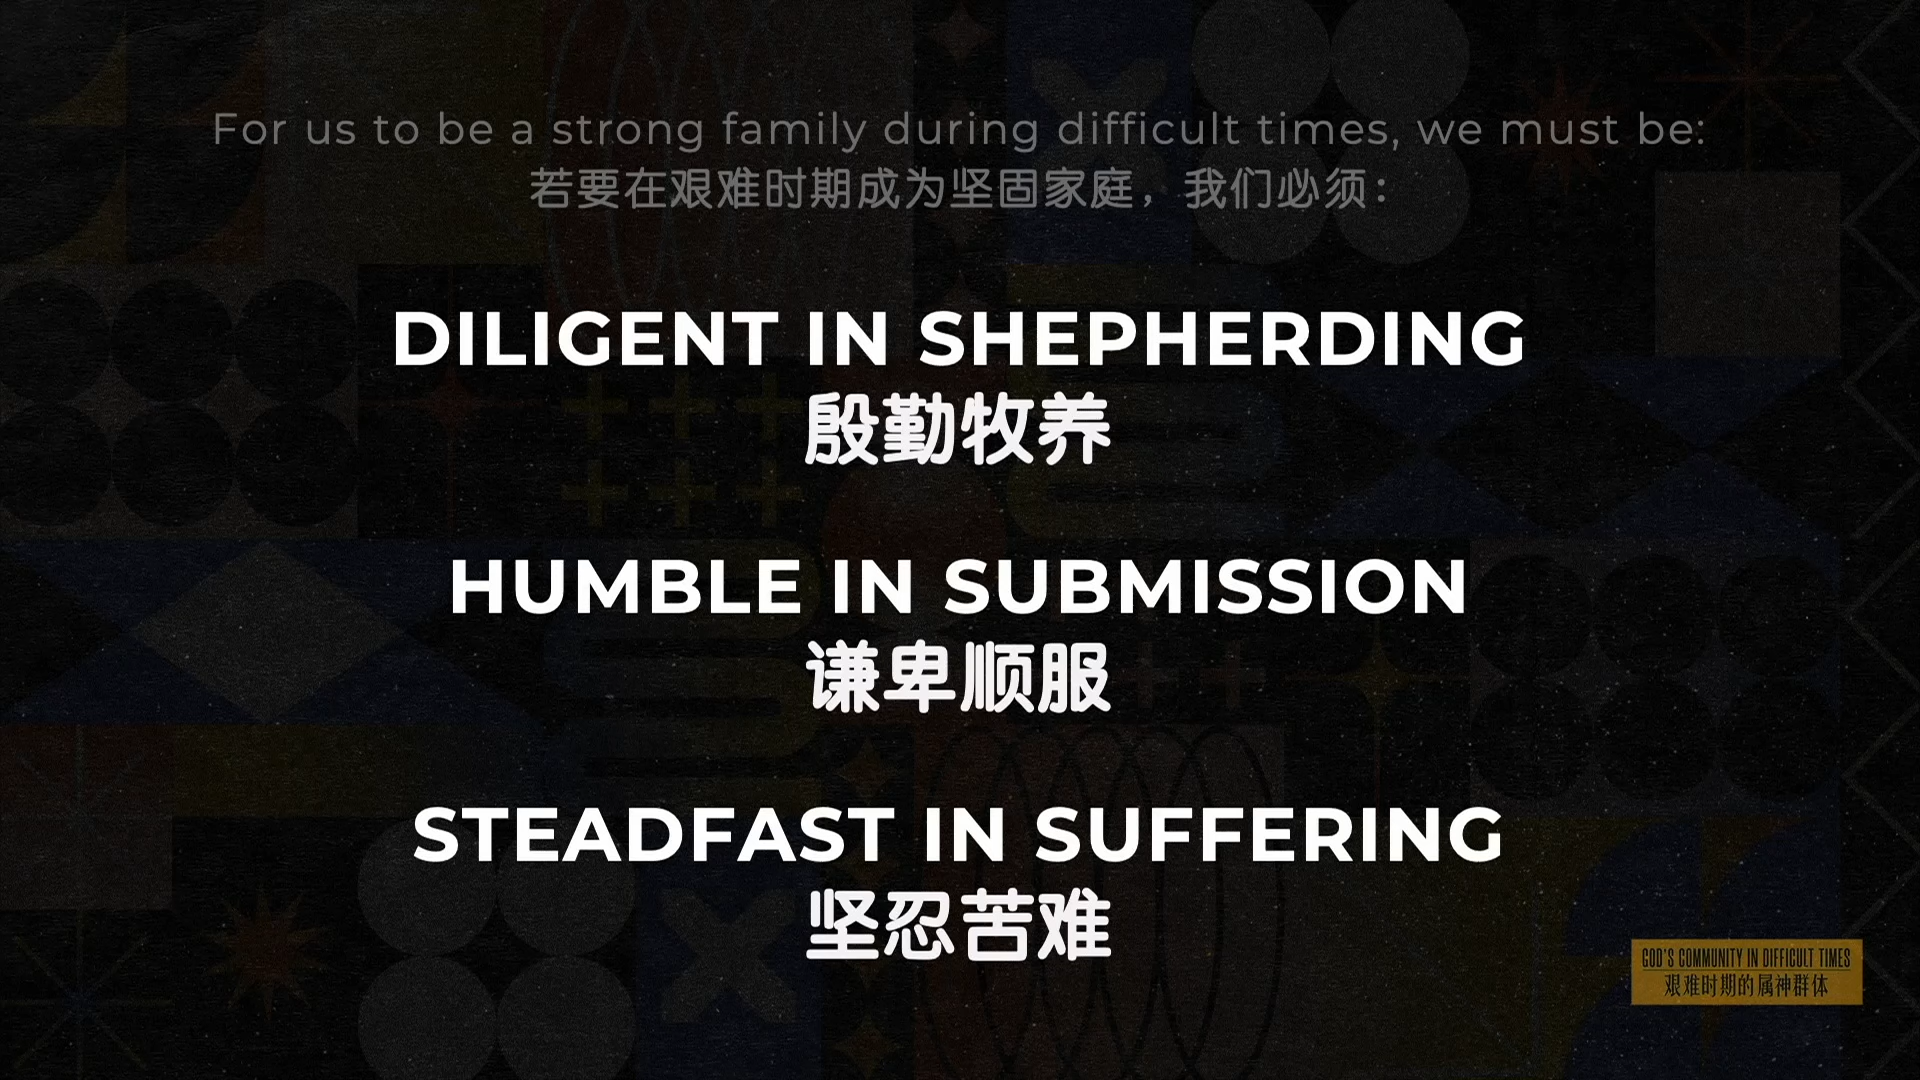 For us to be a strong family during difficult times, we must be:
若要在艰难时期成为坚固家庭，我们必须：
DILIGENT IN SHEPHERDING
殷勤牧养
HUMBLE IN SUBMISSION
谦卑顺服
STEADFAST IN SUFFERING
坚忍苦难
GOD'S COMMUNITY IN DIFFICULT TIMES
艰难时期的属神群体